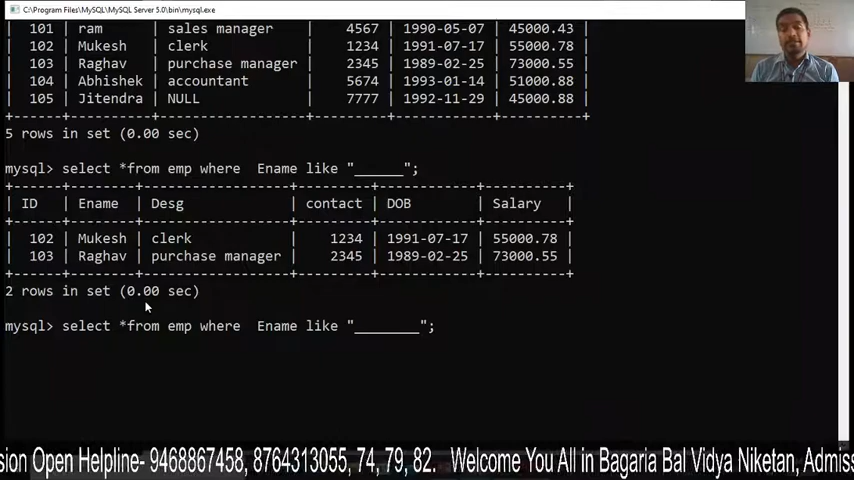 C:\Program Files\MySQL\MySQL Server 5.0\bin\mysql.exe
| 101 | ram | sales manager | 4567 | 1990-05-07 | 45000.43
| 102 | Mukesh | clerk | 1234 | 1991-07-17 | 55000.78 |
| 103 | Raghav | purchase manager | 2345 | 1989-02-25 | 73000.55 |
| 104 | Abhishek | accountant | 5674 | 1993-01-14 | 51000.88 |
| 105 | Jitendra | NULL | 7777 | 1992-11-29 | 45000.88 |
5 rows in set (0.00 sec)
mysql> select *from emp where  Ename like "______";
| ID | Ename | Desg | contact | DOB | Salary |
| 102 | Mukesh | clerk | 1234 | 1991-07-17 | 55000.78 |
| 103 | Raghav | purchase manager | 2345 | 1989-02-25 | 73000.55 |
2 rows in set (0.00 sec)
mysql> select *from emp where  Ename like "________";
sion Open Helpline- 9468867458, 8764313055, 74, 79, 82. Welcome You All in Bagaria Bal Vidya Niketan, Admiss